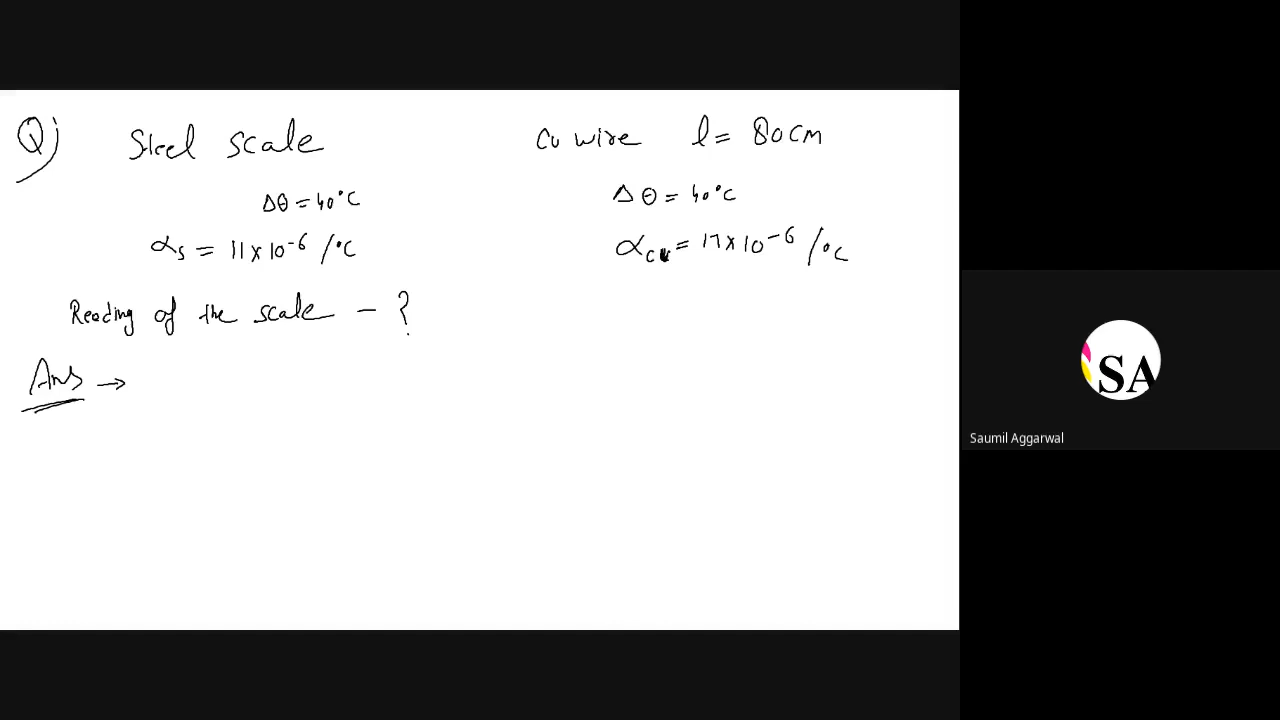 Q) Steel scale Cu wire l = 80 cm
Δθ = 40°C Δθ = 40°C
αs = 11 x 10⁻⁶ /°C αcu = 17 x 10⁻⁶ /°C
Reading of the scale - ?
Ans →
SA
Saumil Aggarwal